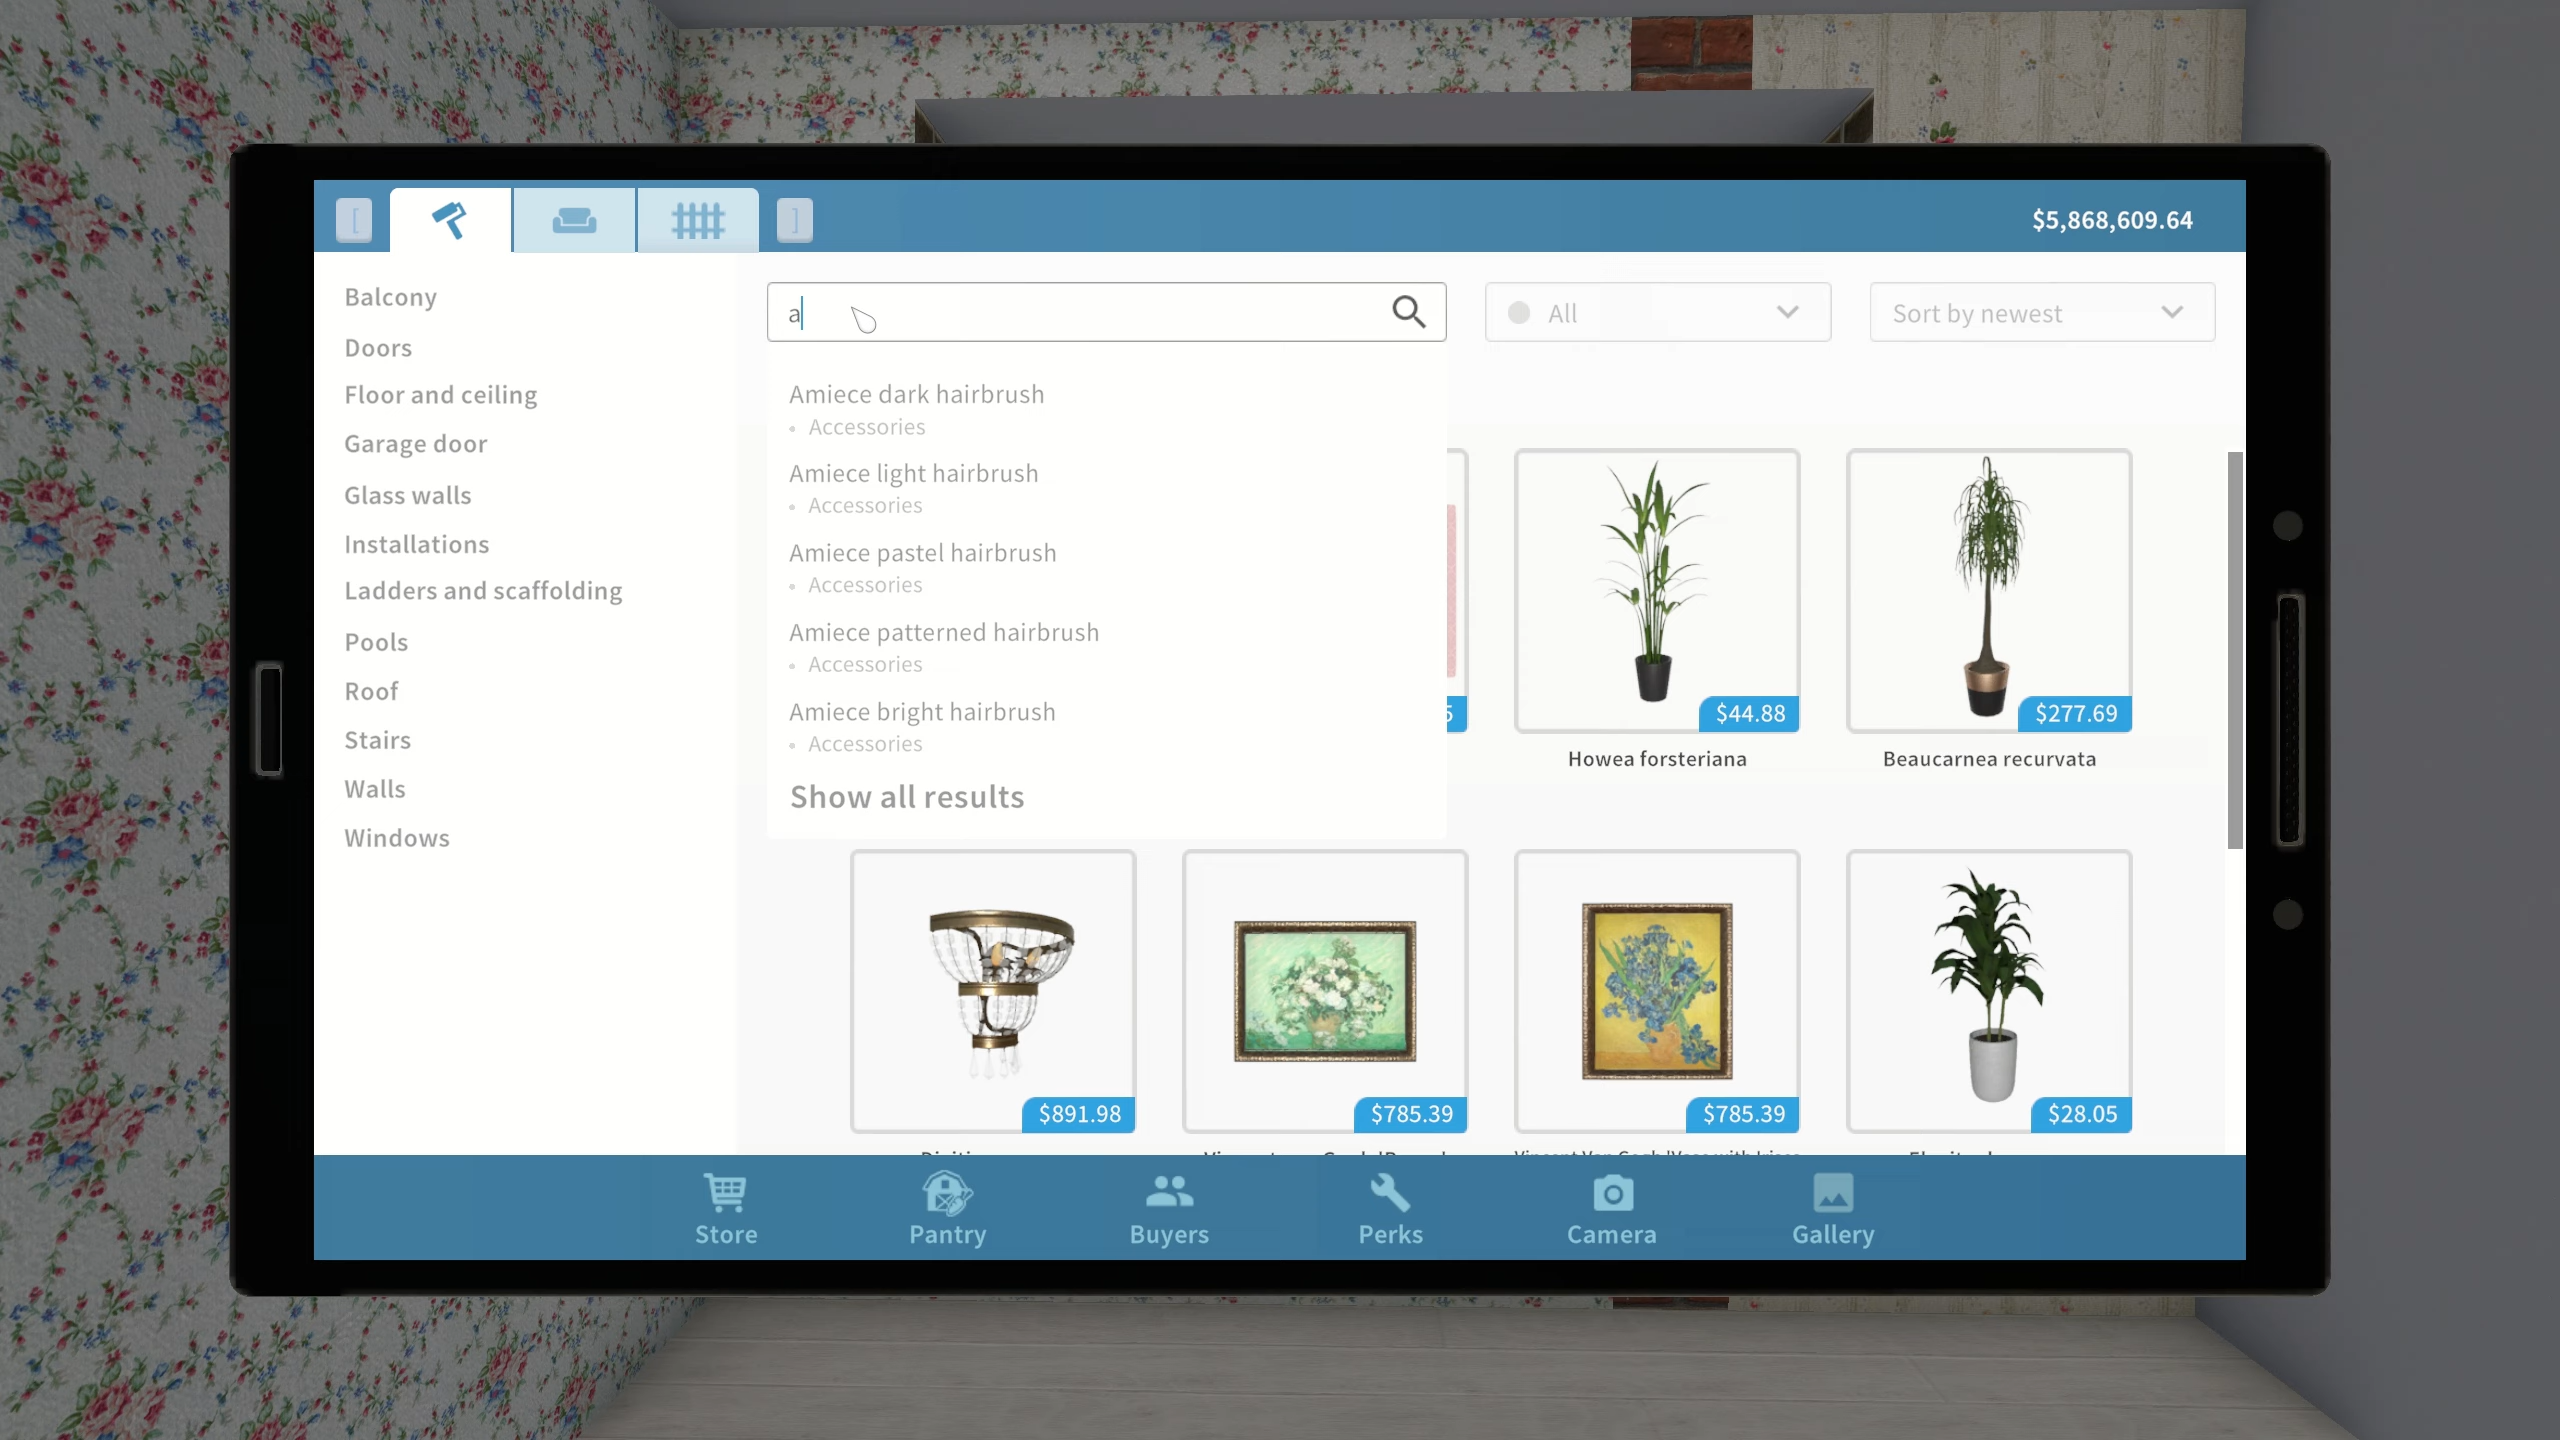 [
]
$5,868,609.64
Balcony
Doors
Floor and ceiling
Garage door
Glass walls
Installations
Ladders and scaffolding
Pools
Roof
Stairs
Walls
Windows
a
All
Sort by newest
Amiece dark hairbrush
• Accessories
Amiece light hairbrush
• Accessories
Amiece pastel hairbrush
• Accessories
Amiece patterned hairbrush
• Accessories
Amiece bright hairbrush
• Accessories
Show all results
5
$44.88
$277.69
Howea forsteriana
Beaucarnea recurvata
$891.98
$785.39
$785.39
$28.05
Store
Pantry
Buyers
Perks
Camera
Gallery